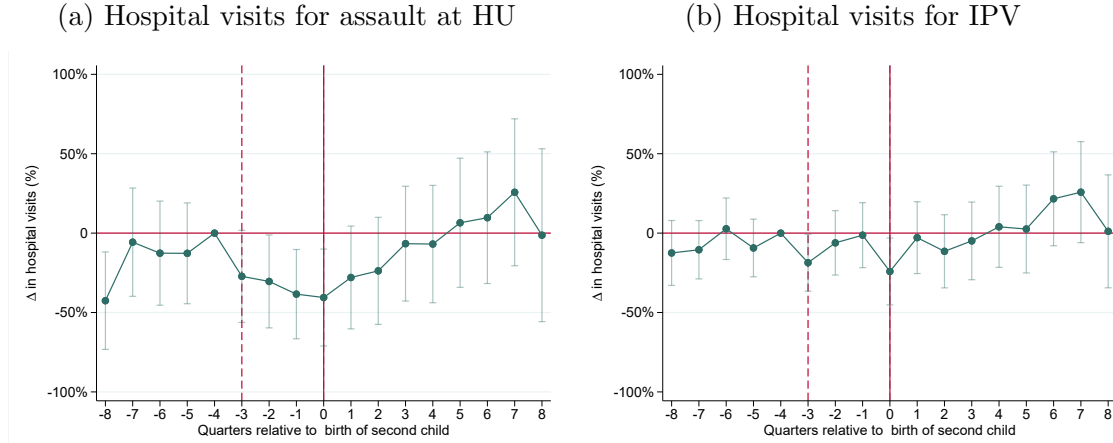 (a) Hospital visits for assault at HU
100%
50%
0
-50%
-100%
Δ in hospital visits (%)
-8 -7 -6 -5 -4 -3 -2 -1 0 1 2 3 4 5 6 7 8
Quarters relative to birth of second child
(b) Hospital visits for IPV
100%
50%
0
-50%
-100%
Δ in hospital visits (%)
-8 -7 -6 -5 -4 -3 -2 -1 0 1 2 3 4 5 6 7 8
Quarters relative to birth of second child